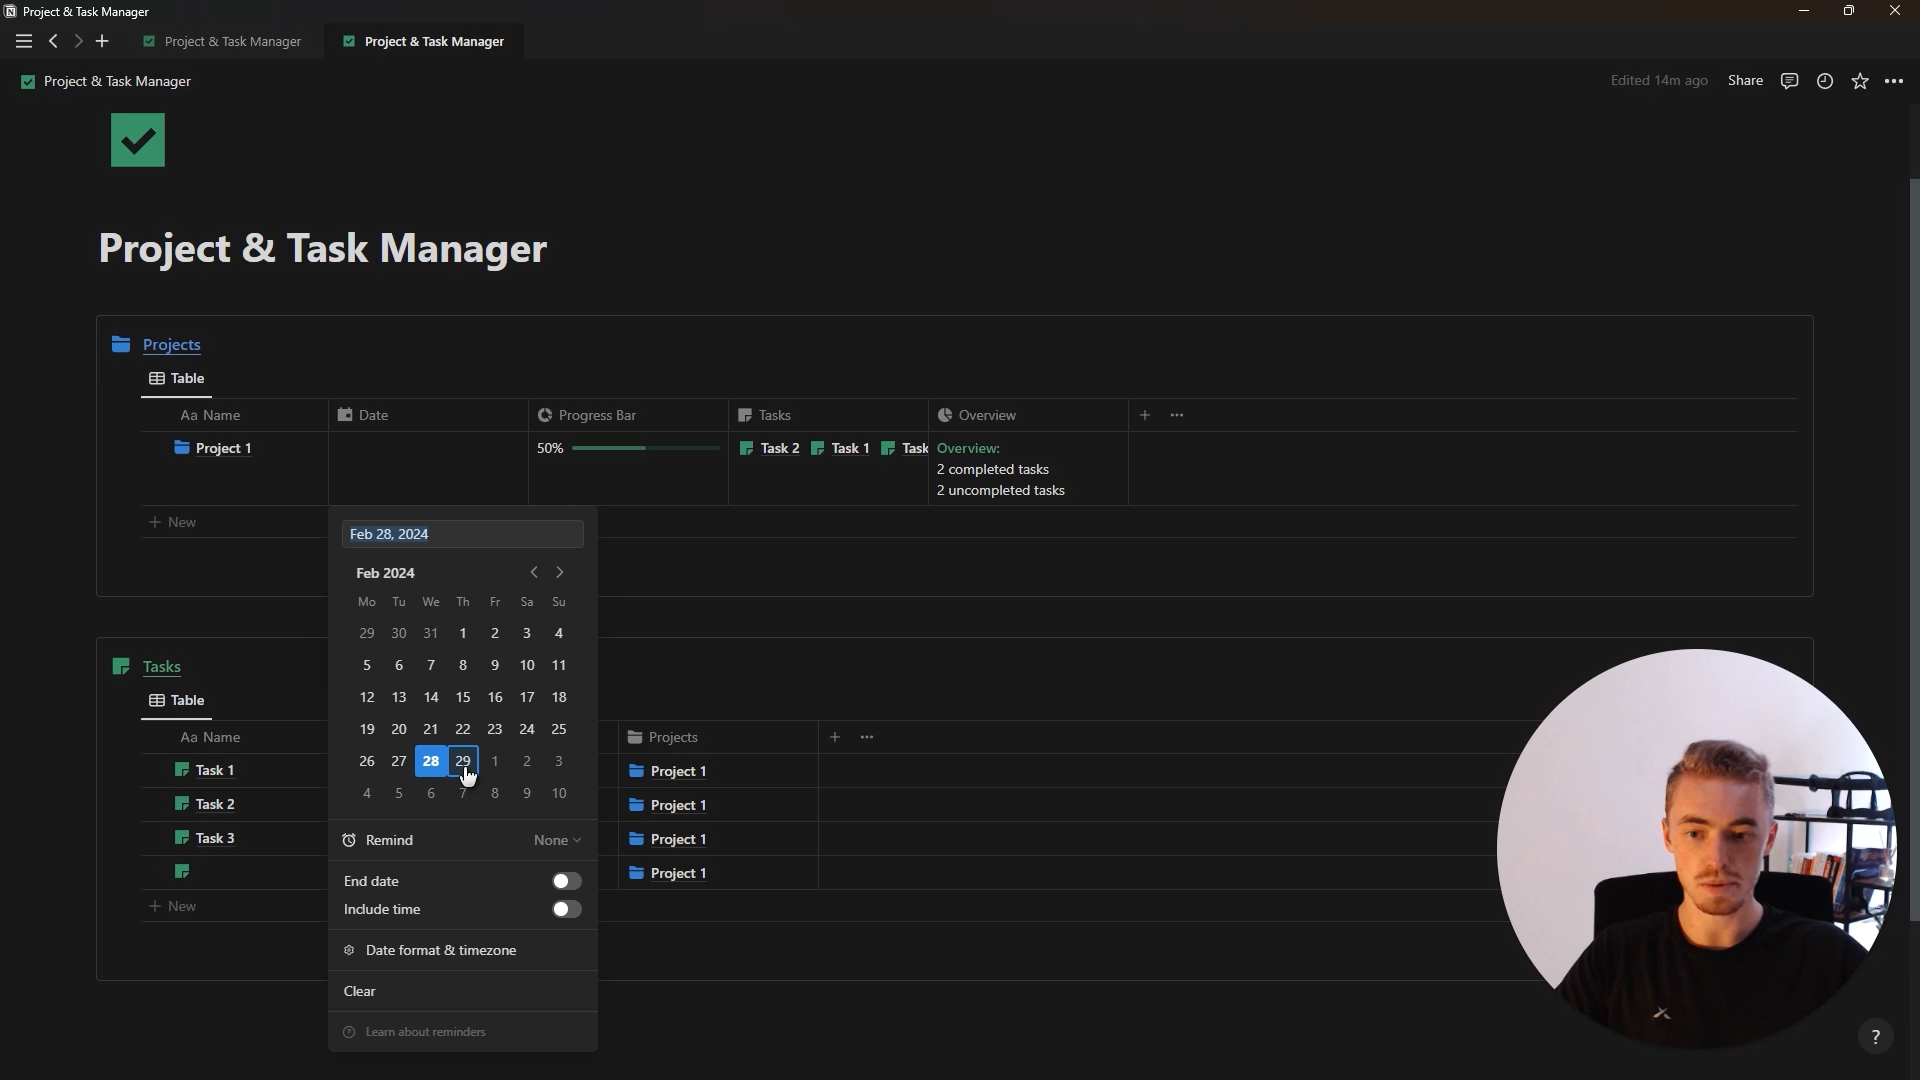 Project & Task Manager
Project & Task Manager
Project & Task Manager
Project & Task Manager
Edited 14m ago
Share
Project & Task Manager
Projects
Table
Aa Name
Date
Progress Bar
Tasks
Overview
Project 1
50%
Task 2
Task 1
Task
Overview:
2 completed tasks
2 uncompleted tasks
New
Feb 28, 2024
Feb 2024
Mo Tu We Th Fr Sa Su
29 30 31 1 2 3 4
5 6 7 8 9 10 11
12 13 14 15 16 17 18
19 20 21 22 23 24 25
26 27 28 29 1 2 3
4 5 6 7 8 9 10
Remind
None
End date
Include time
Date format & timezone
Clear
Learn about reminders
Tasks
Table
Aa Name
Projects
Task 1
Project 1
Task 2
Project 1
Task 3
Project 1
Project 1
New
?